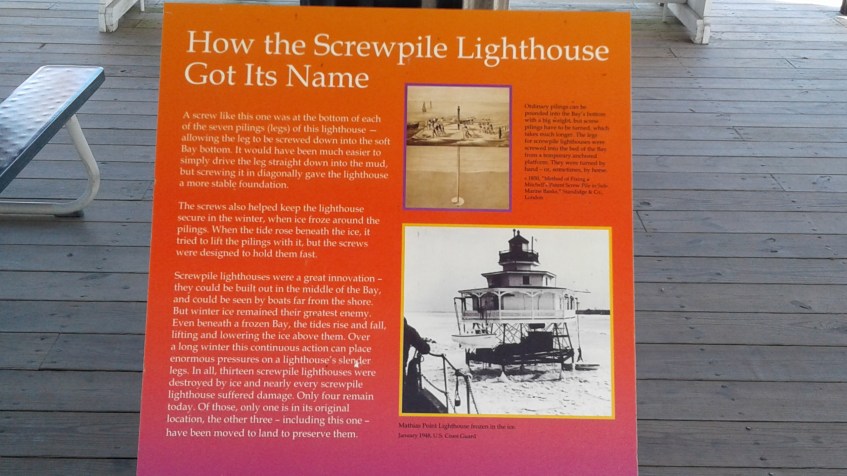 How the Screwpile Lighthouse
Got Its Name
A screw like this one was at the bottom of each
of the seven pilings (legs) of this lighthouse —
allowing the leg to be screwed down into the soft
Bay bottom. It would have been much easier to
simply drive the leg straight down into the mud,
but screwing it in diagonally gave the lighthouse
a more stable foundation.
The screws also helped keep the lighthouse
secure in the winter, when ice froze around the
pilings. When the tide rose beneath the ice, it
tried to lift the pilings with it, but the screws
were designed to hold them fast.
Screwpile lighthouses were a great innovation –
they could be built out in the middle of the Bay,
and could be seen by boats far from the shore.
But winter ice remained their greatest enemy.
Even beneath a frozen Bay, the tides rise and fall,
lifting and lowering the ice above them. Over
a long winter this continuous action can place
enormous pressures on a lighthouse's slender
legs. In all, thirteen screwpile lighthouses were
destroyed by ice and nearly every screwpile
lighthouse suffered damage. Only four remain
today. Of those, only one is in its original
location, the other three – including this one –
have been moved to land to preserve them.
Ordinary pilings can be
pounded into the Bay's bottom
with a big weight, but screw
pilings have to be turned, which
takes much longer. The legs
for screwpile lighthouses were
screwed into the bed of the Bay
from a temporary anchored
platform. They were turned by
hand – or, sometimes, by horse.
Mitchell's Patent Screw Pile in
London
Mattias Point Lighthouse frozen in the ice
January 1948, U.S. Coast Guard